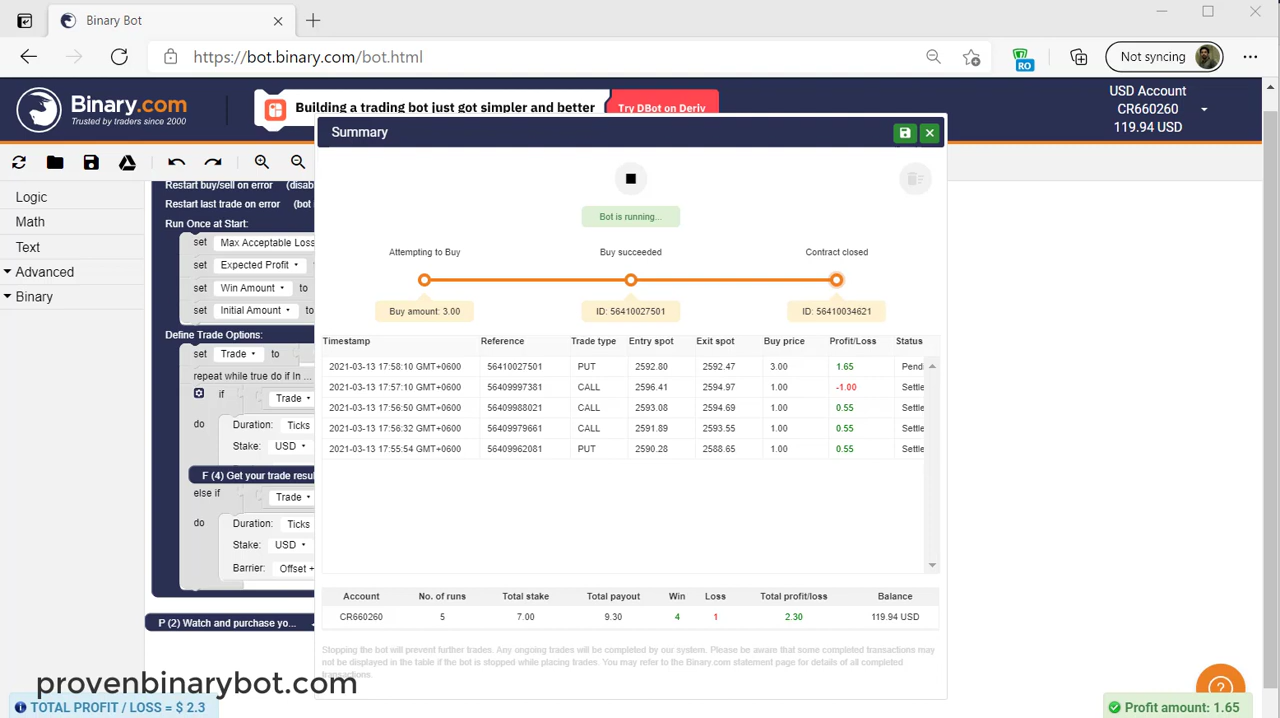 Binary Bot
https://bot.binary.com/bot.html
RO
Not syncing
Binary.com
Trusted by traders since 2000
Building a trading bot just got simpler and better
Try DBot on Deriv
USD Account
CR660260
119.94 USD
Summary
Logic
Math
Text
Advanced
Binary
Restart buy/sell on error (disab
Restart last trade on error (bot
Run Once at Start:
set Max Acceptable Loss
set Expected Profit
set Win Amount to
set Initial Amount to
Define Trade Options:
set Trade to
repeat while true do if In ...
if Trade
do Duration: Ticks
Stake: USD
F (4) Get your trade resul
else if Trade
do Duration: Ticks
Stake: USD
Barrier: Offset +
P (2) Watch and purchase yo...
Bot is running...
Attempting to Buy Buy succeeded Contract closed
Buy amount: 3.00 ID: 56410027501 ID: 56410034621
Timestamp Reference Trade type Entry spot Exit spot Buy price Profit/Loss Status
2021-03-13 17:58:10 GMT+0600 56410027501 PUT 2592.80 2592.47 3.00 1.65 Pend
2021-03-13 17:57:10 GMT+0600 56409997381 CALL 2596.41 2594.97 1.00 -1.00 Settle
2021-03-13 17:56:50 GMT+0600 56409988021 CALL 2593.08 2594.69 1.00 0.55 Settle
2021-03-13 17:56:32 GMT+0600 56409979661 CALL 2591.89 2593.55 1.00 0.55 Settle
2021-03-13 17:55:54 GMT+0600 56409962081 PUT 2590.28 2588.65 1.00 0.55 Settle
Account No. of runs Total stake Total payout Win Loss Total profit/loss Balance
CR660260 5 7.00 9.30 4 1 2.30 119.94 USD
Stopping the bot will prevent further trades. Any ongoing trades will be completed by our system. Please be aware that some completed transactions may
not be displayed in the table if the bot is stopped while placing trades. You may refer to the Binary.com statement page for details of all completed
transactions.
provenbinarybot.com
TOTAL PROFIT / LOSS = $ 2.3
Profit amount: 1.65